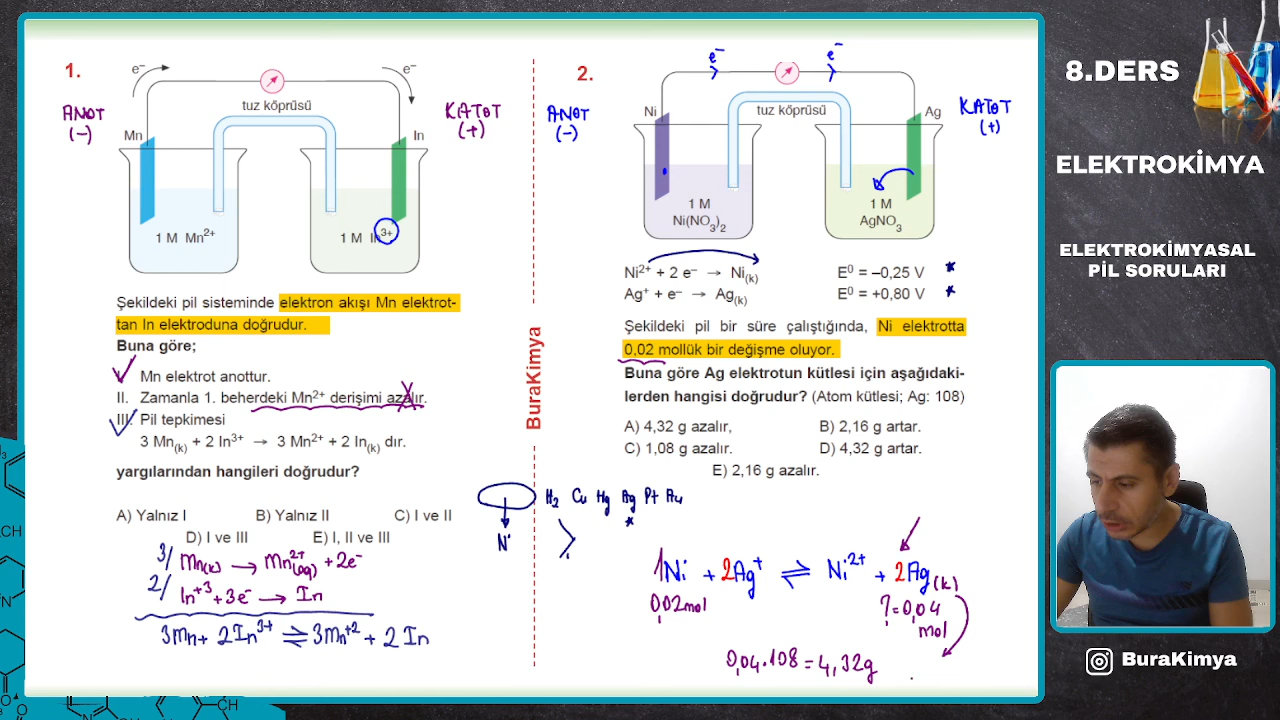 1.
e⁻
e⁻
tuz köprüsü
ANOT
(−)
KATOT
(+)
Mn
In
1 M Mn²⁺
1 M In³⁺
Şekildeki pil sisteminde elektron akışı Mn elektrot-
tan In elektroduna doğrudur.
Buna göre;
I. Mn elektrot anottur.
II. Zamanla 1. beherdeki Mn²⁺ derişimi azalır.
III. Pil tepkimesi
3 Mn(k) + 2 In³⁺ → 3 Mn²⁺ + 2 In(k) dır.
yargılarından hangileri doğrudur?
A) Yalnız I B) Yalnız II C) I ve II
D) I ve III E) I, II ve III
3/ Mn(k) → Mn²⁺(aq) + 2e⁻
2/ In⁺³ + 3e⁻ → In
3Mn + 2In³⁺ ⇌ 3Mn⁺² + 2In
BuraKimya
2.
e⁻
e⁻
tuz köprüsü
ANOT
(−)
KATOT
(+)
Ni
Ag
1 M
Ni(NO₃)₂
1 M
AgNO₃
Ni²⁺ + 2 e⁻ → Ni(k) E⁰ = –0,25 V *
Ag⁺ + e⁻ → Ag(k) E⁰ = +0,80 V *
Şekildeki pil bir süre çalıştığında, Ni elektrotta
0,02 mollük bir değişme oluyor.
Buna göre Ag elektrotun kütlesi için aşağıdaki-
lerden hangisi doğrudur? (Atom kütlesi; Ag: 108)
A) 4,32 g azalır, B) 2,16 g artar.
C) 1,08 g azalır. D) 4,32 g artar.
E) 2,16 g azalır.
H₂ Cu Hg Ag Pt Au
*
Ni
1Ni + 2Ag⁺ ⇌ Ni²⁺ + 2Ag(k)
0,02mol
?=0,04
mol
0,04.108 = 4,32g
8.DERS
ELEKTROKİMYA
ELEKTROKİMYASAL
PİL SORULARI
BuraKimya